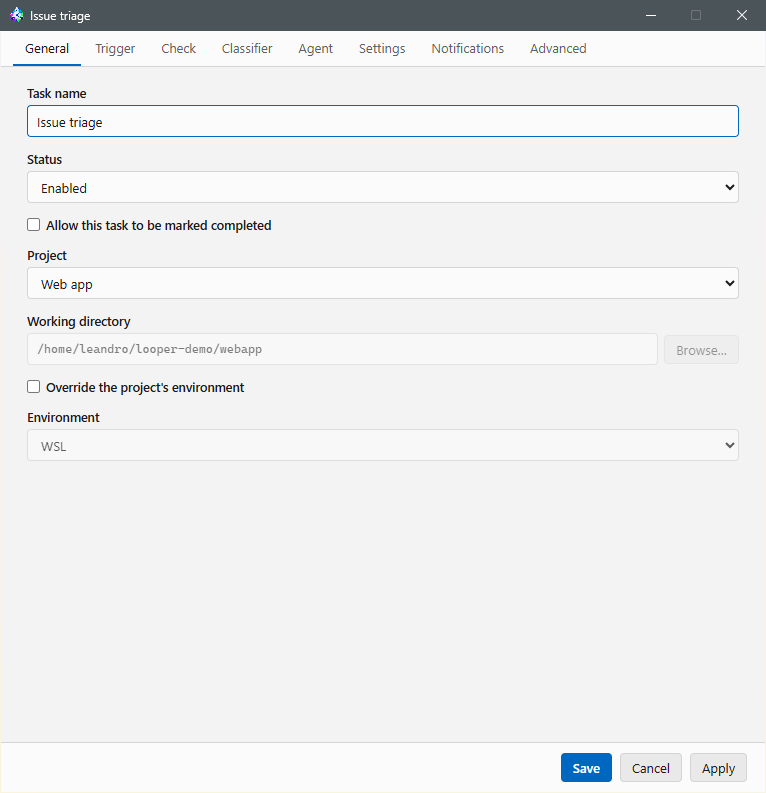 Issue triage
General Trigger Check Classifier Agent Settings Notifications Advanced
Task name
Issue triage
Status
Enabled
Allow this task to be marked completed
Project
Web app
Working directory
/home/leandro/looper-demo/webapp Browse...
Override the project's environment
Environment
WSL
Save Cancel Apply